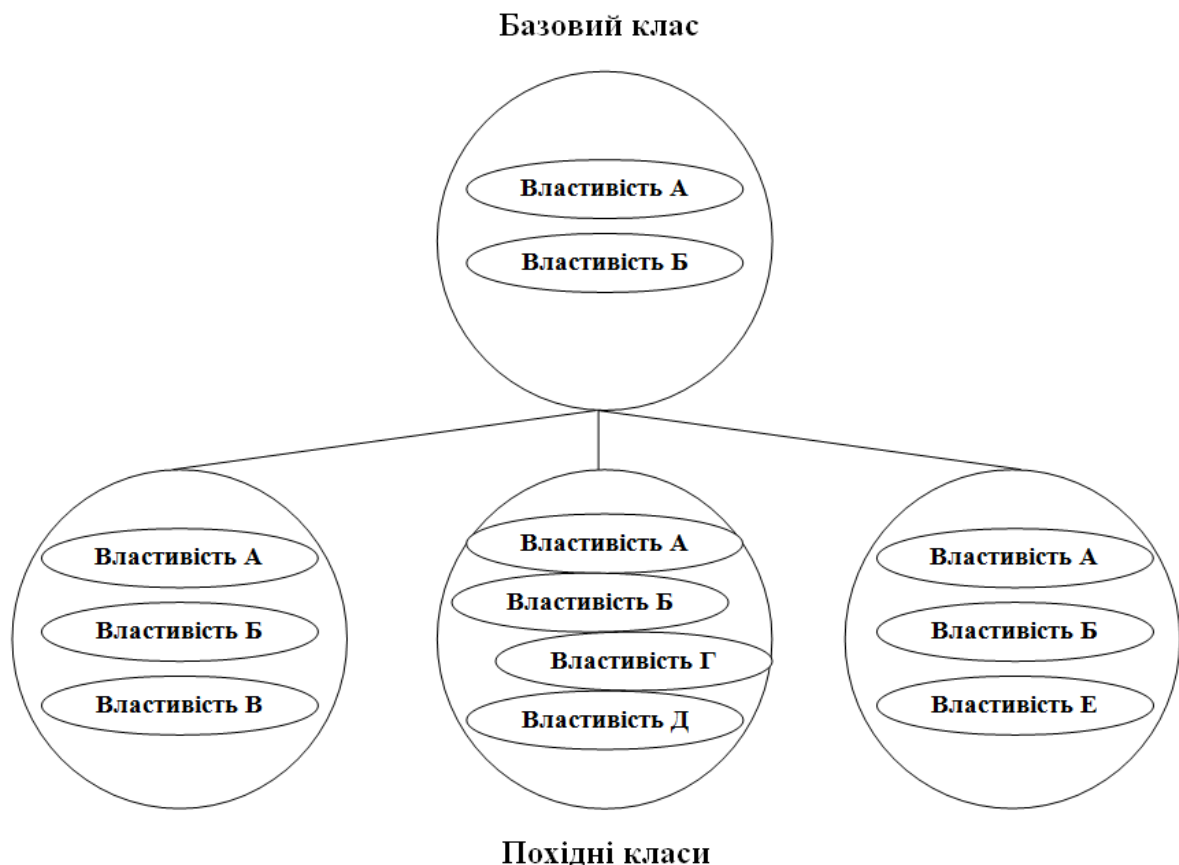 Базовий клас
Властивість А
Властивість Б
Властивість А
Властивість Б
Властивість В
Властивість А
Властивість Б
Властивість Г
Властивість Д
Властивість А
Властивість Б
Властивість Е
Похідні класи